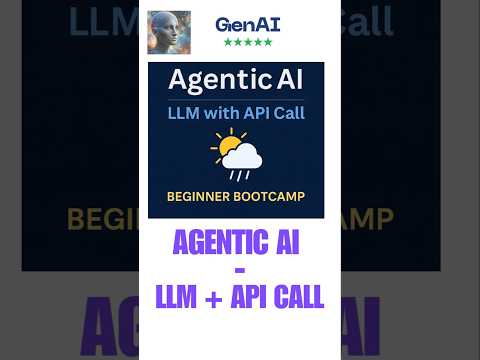 GenAI
★★★★★
Agentic AI
LLM with API Call
BEGINNER BOOTCAMP
AGENTIC AI
-
LLM + API CALL